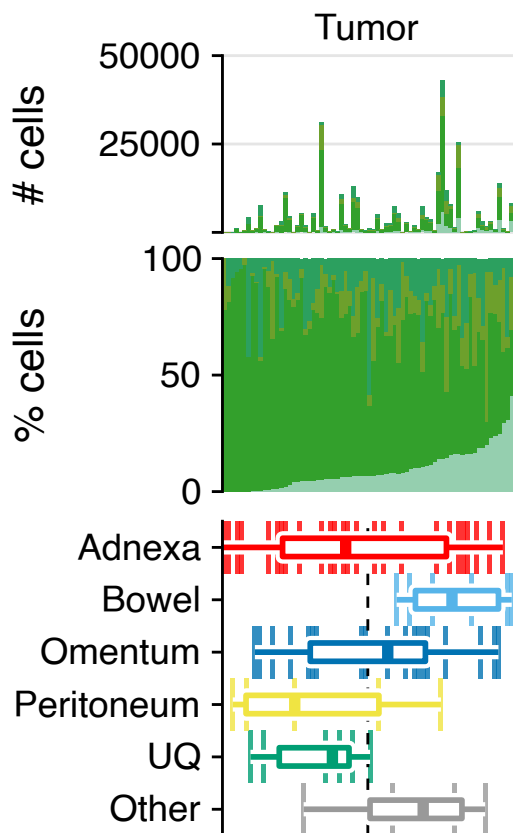 Tumor
50000
25000
# cells
100
50
0
% cells
Adnexa
Bowel
Omentum
Peritoneum
UQ
Other